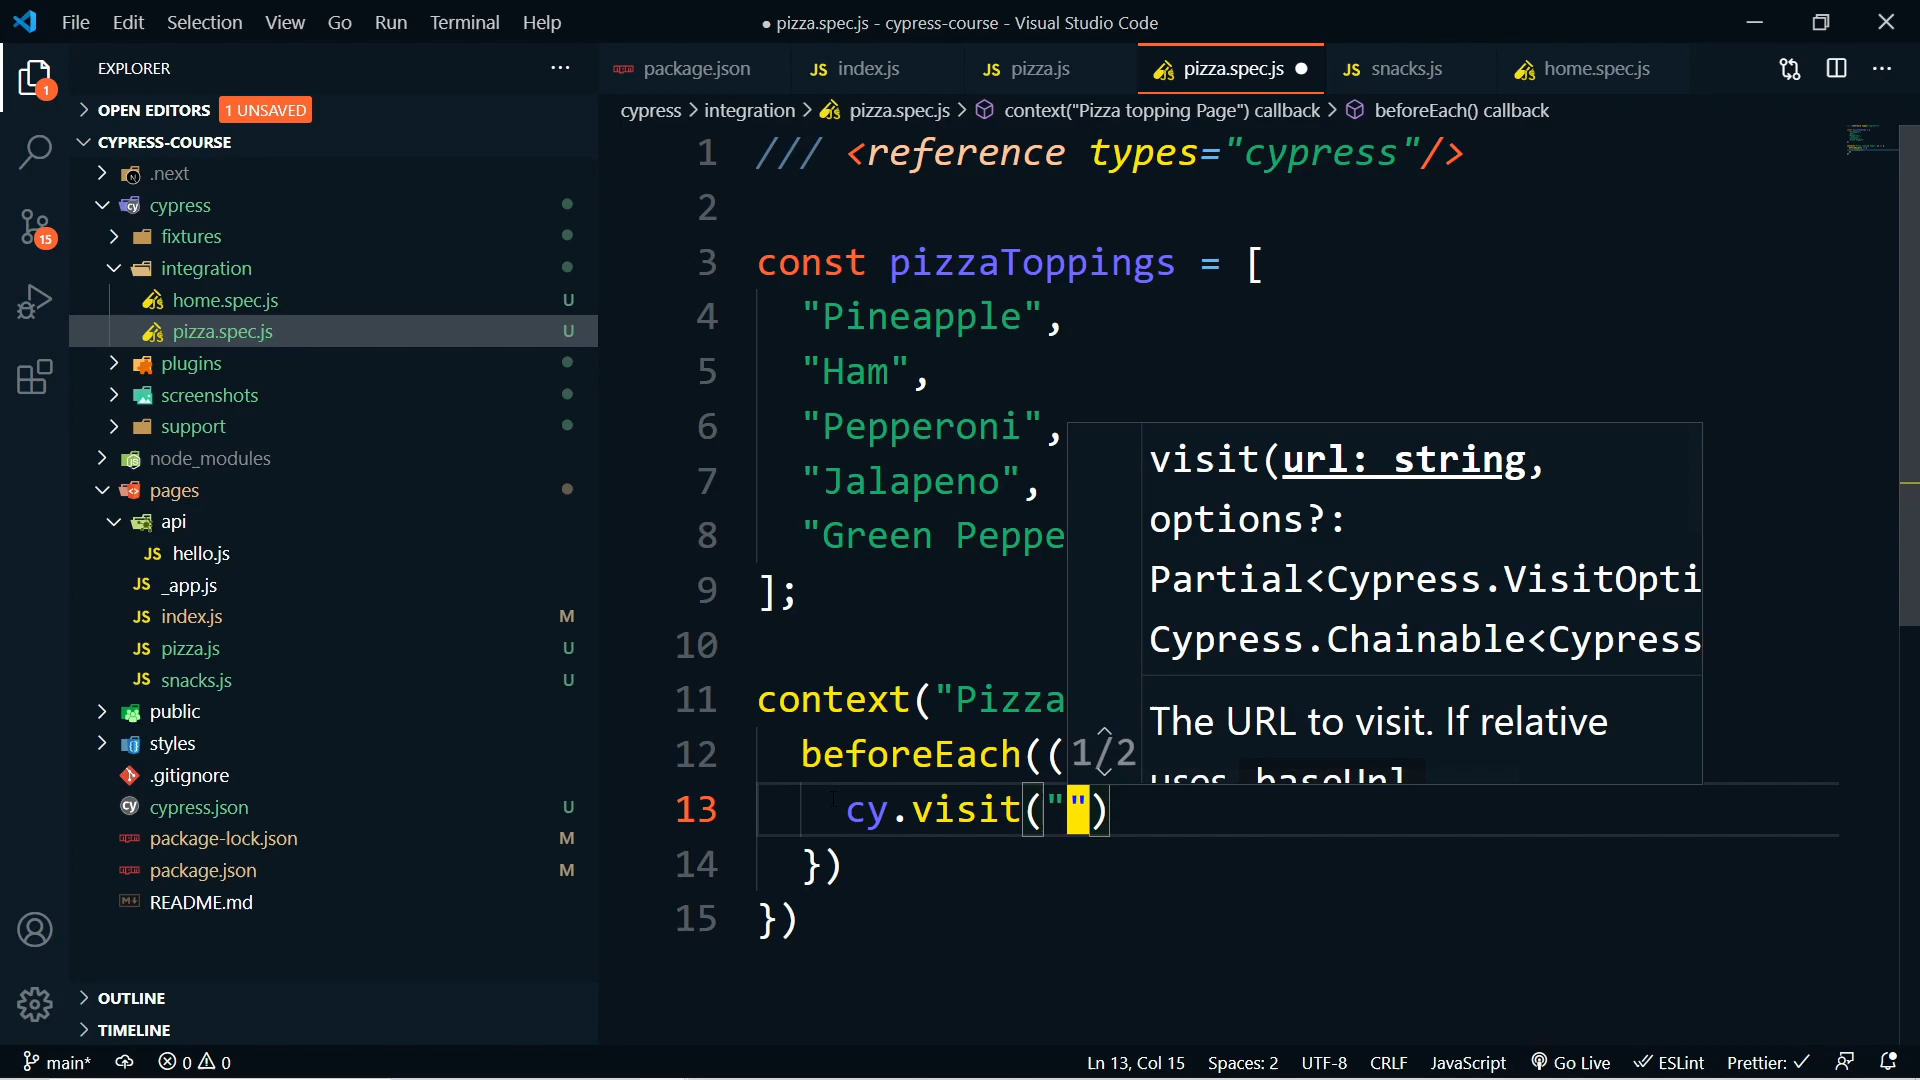 File Edit Selection View Go Run Terminal Help
● pizza.spec.js - cypress-course - Visual Studio Code
EXPLORER
OPEN EDITORS 1 UNSAVED
CYPRESS-COURSE
.next
cypress
fixtures
integration
home.spec.js U
pizza.spec.js U
plugins
screenshots
support
node_modules
pages
api
JS hello.js
JS _app.js
JS index.js M
JS pizza.js U
JS snacks.js U
public
styles
.gitignore
cypress.json U
package-lock.json M
package.json M
README.md
OUTLINE
TIMELINE
1
15
package.json JS index.js JS pizza.js pizza.spec.js ● JS snacks.js home.spec.js
cypress > integration > pizza.spec.js > context("Pizza topping Page") callback > beforeEach() callback
1 /// <reference types="cypress"/>
2
3 const pizzaToppings = [
4 "Pineapple",
5 "Ham",
6 "Pepperoni",
7 "Jalapeno",
8 "Green Peppe
9 ];
10
11 context("Pizza
12 beforeEach((
13 cy.visit("")
14 })
15 })
1/2
visit(url: string,
options?:
Partial<Cypress.VisitOpti
Cypress.Chainable<Cypress
The URL to visit. If relative
uses baseUrl
main* 0 0 Ln 13, Col 15 Spaces: 2 UTF-8 CRLF JavaScript Go Live ESLint Prettier: ✓